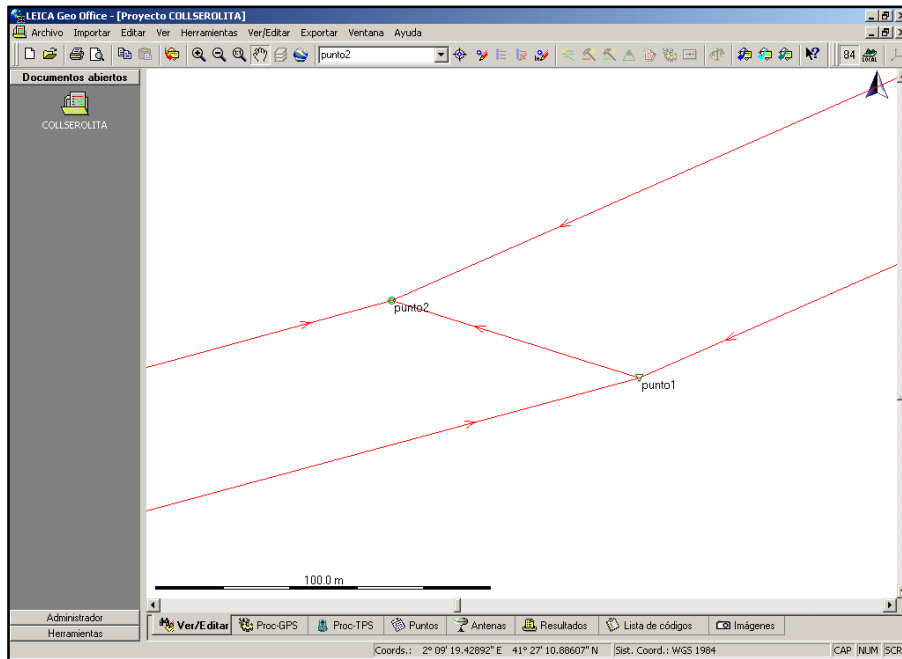 LEICA Geo Office - [Proyecto COLLSEROLITA]
Archivo Importar Editar Ver Herramientas Ver/Editar Exportar Ventana Ayuda
punto2
84
LOCAL
Documentos abiertos
COLLSEROLITA
punto2
punto1
100.0 m
Administrador
Herramientas
Ver/Editar Proc-GPS Proc-TPS Puntos Antenas Resultados Lista de códigos Imágenes
Coords.: 2° 09' 19.42892" E 41° 27' 10.88607" N Sist. Coord.: WGS 1984 CAP NUM SCR